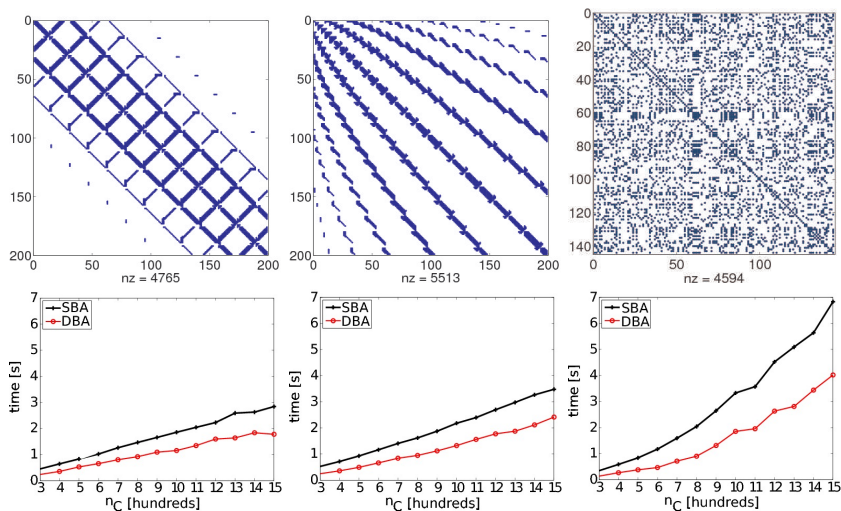 0
50
100
150
200
0 50 100 150 200
nz = 4765
0
50
100
150
200
0 50 100 150 200
nz = 5513
0
20
40
60
80
100
120
140
0 50 100
nz = 4594
7
6
5
4
3
2
1
0
time [s]
SBA
DBA
3 4 5 6 7 8 9 10 11 12 13 14 15
n_C [hundreds]
7
6
5
4
3
2
1
0
time [s]
SBA
DBA
3 4 5 6 7 8 9 10 11 12 13 14 15
n_C [hundreds]
7
6
5
4
3
2
1
0
time [s]
SBA
DBA
3 4 5 6 7 8 9 10 11 12 13 14 15
n_C [hundreds]